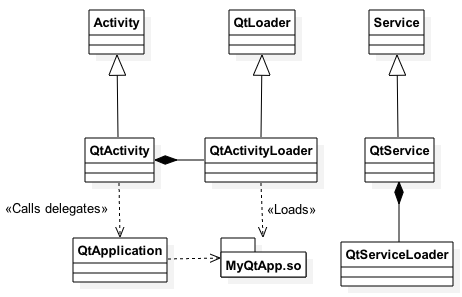 Activity
QtLoader
Service
QtActivity
QtActivityLoader
QtService
«Calls delegates»
«Loads»
QtApplication
MyQtApp.so
QtServiceLoader